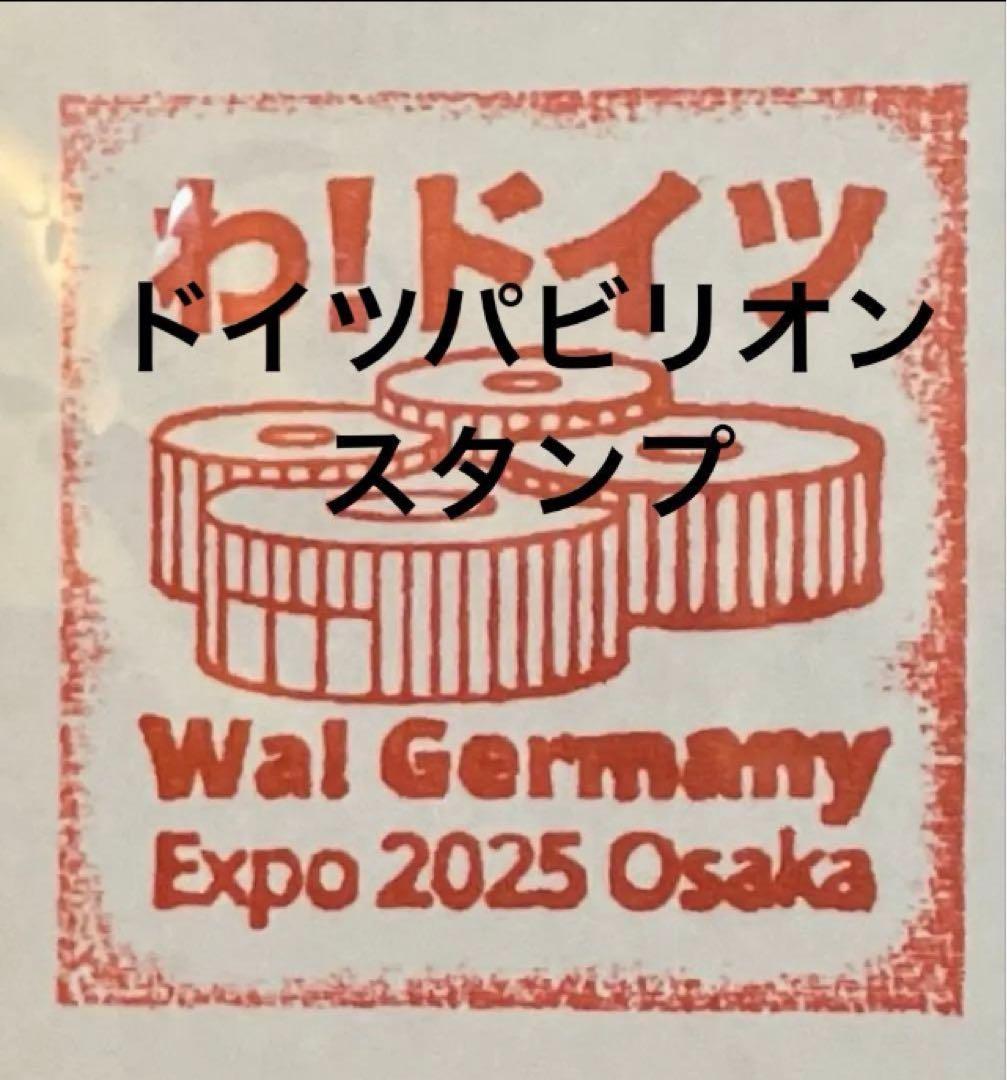 わ!ドイツ
ドイツパビリオン
スタンプ
Wa! Germany
Expo 2025 Osaka